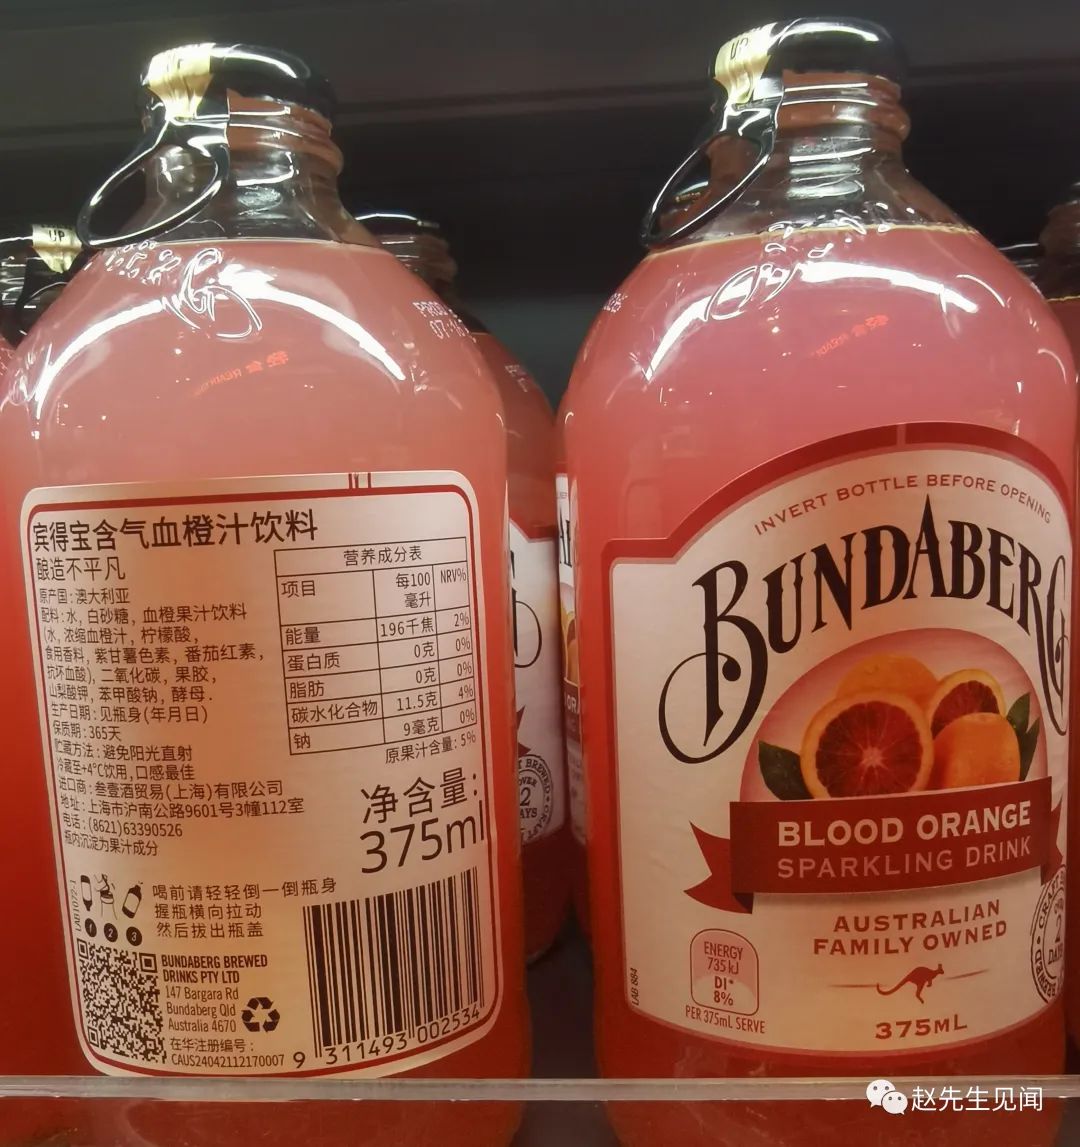 UP
UP
UP
PROD
轻食 READY
轻食 READY
宾得宝含气血橙汁饮料
酿造不平凡
原产国:澳大利亚
配料:水, 白砂糖, 血橙果汁饮料
(水, 浓缩血橙汁, 柠檬酸,
食用香料, 紫甘薯色素, 番茄红素,
抗坏血酸), 二氧化碳, 果胶,
山梨酸钾, 苯甲酸钠, 酵母.
生产日期: 见瓶身(年月日)
保质期: 365天
贮藏方法: 避免阳光直射
冷藏至+4°C饮用,口感最佳
进口商: 叁壹酒贸易(上海)有限公司
地址: 上海市沪南公路9601号3幢112室
电话: (8621)63390526
瓶内沉淀为果汁成分
营养成分表
项目 每100毫升 NRV%
能量 196千焦 2%
蛋白质 0克 0%
脂肪 0克 0%
碳水化合物 11.5克 4%
钠 9毫克 0%
原果汁含量: 5%
净含量:
375ml
LAB1072-1
1 2 3
喝前请轻轻倒一倒瓶身
握瓶横向拉动
然后拔出瓶盖
BUNDABERG BREWED
DRINKS PTY LTD
147 Bargara Rd
Bundaberg Qld
Australia 4670
在华注册编号:
CAUS24042112170007
9 311493 002534
INVERT BOTTLE BEFORE OPENING
BUNDABERG
BLOOD ORANGE
SPARKLING DRINK
AUSTRALIAN
FAMILY OWNED
375mL
ENERGY
735 kJ
DI*
8%
PER 375mL SERVE
LAB 884
赵先生见闻